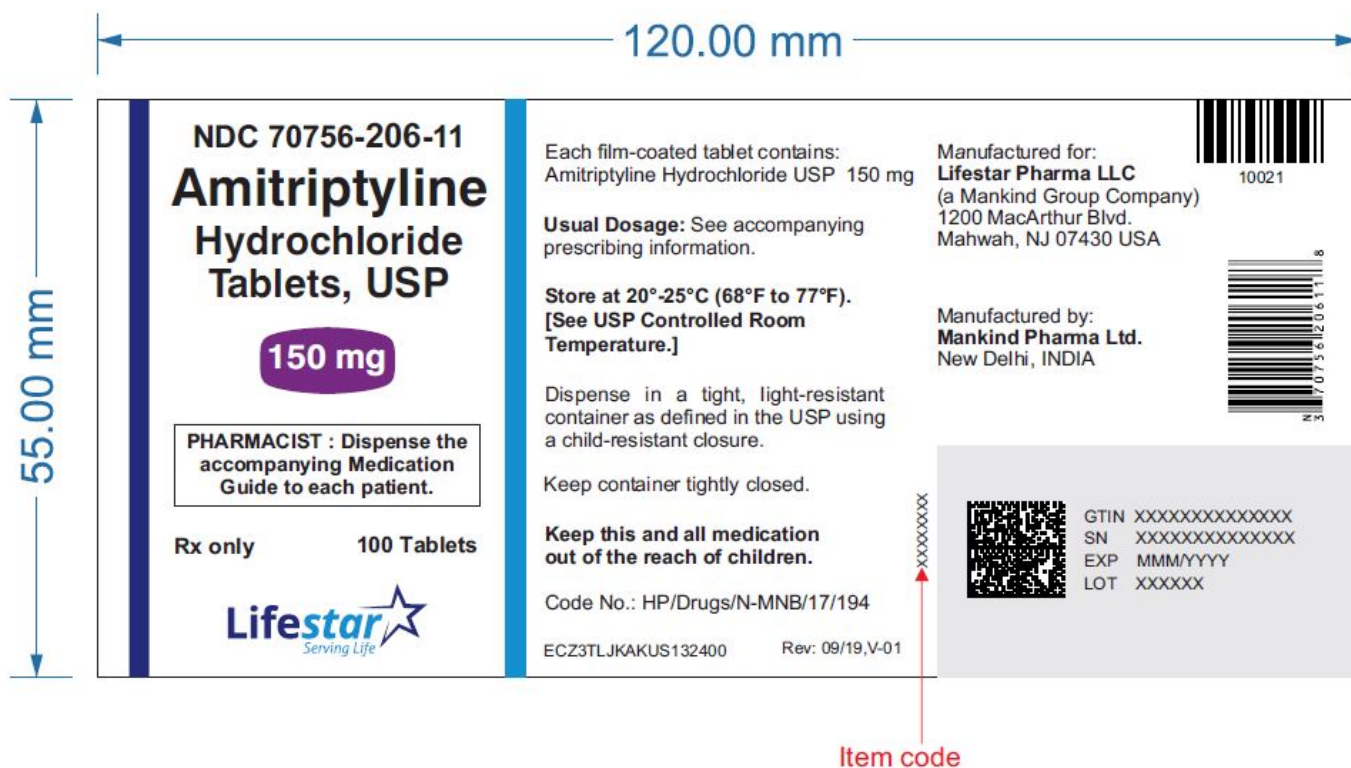 120.00 mm
55.00 mm
NDC 70756-206-11
Amitriptyline
Hydrochloride
Tablets, USP
150 mg
PHARMACIST : Dispense the
accompanying Medication
Guide to each patient.
Rx only 100 Tablets
Lifestar
Serving Life
Each film-coated tablet contains:
Amitriptyline Hydrochloride USP 150 mg
Usual Dosage: See accompanying
prescribing information.
Store at 20°-25°C (68°F to 77°F).
[See USP Controlled Room
Temperature.]
Dispense in a tight, light-resistant
container as defined in the USP using
a child-resistant closure.
Keep container tightly closed.
Keep this and all medication
out of the reach of children.
Code No.: HP/Drugs/N-MNB/17/194
ECZ3TLJKAKUS132400 Rev: 09/19,V-01
XXXXXXXXX
Item code
Manufactured for:
Lifestar Pharma LLC
(a Mankind Group Company)
1200 MacArthur Blvd.
Mahwah, NJ 07430 USA
Manufactured by:
Mankind Pharma Ltd.
New Delhi, INDIA
10021
N
3 70756 20611 8
GTIN XXXXXXXXXXXXXX
SN XXXXXXXXXXXXXX
EXP MMM/YYYY
LOT XXXXXX